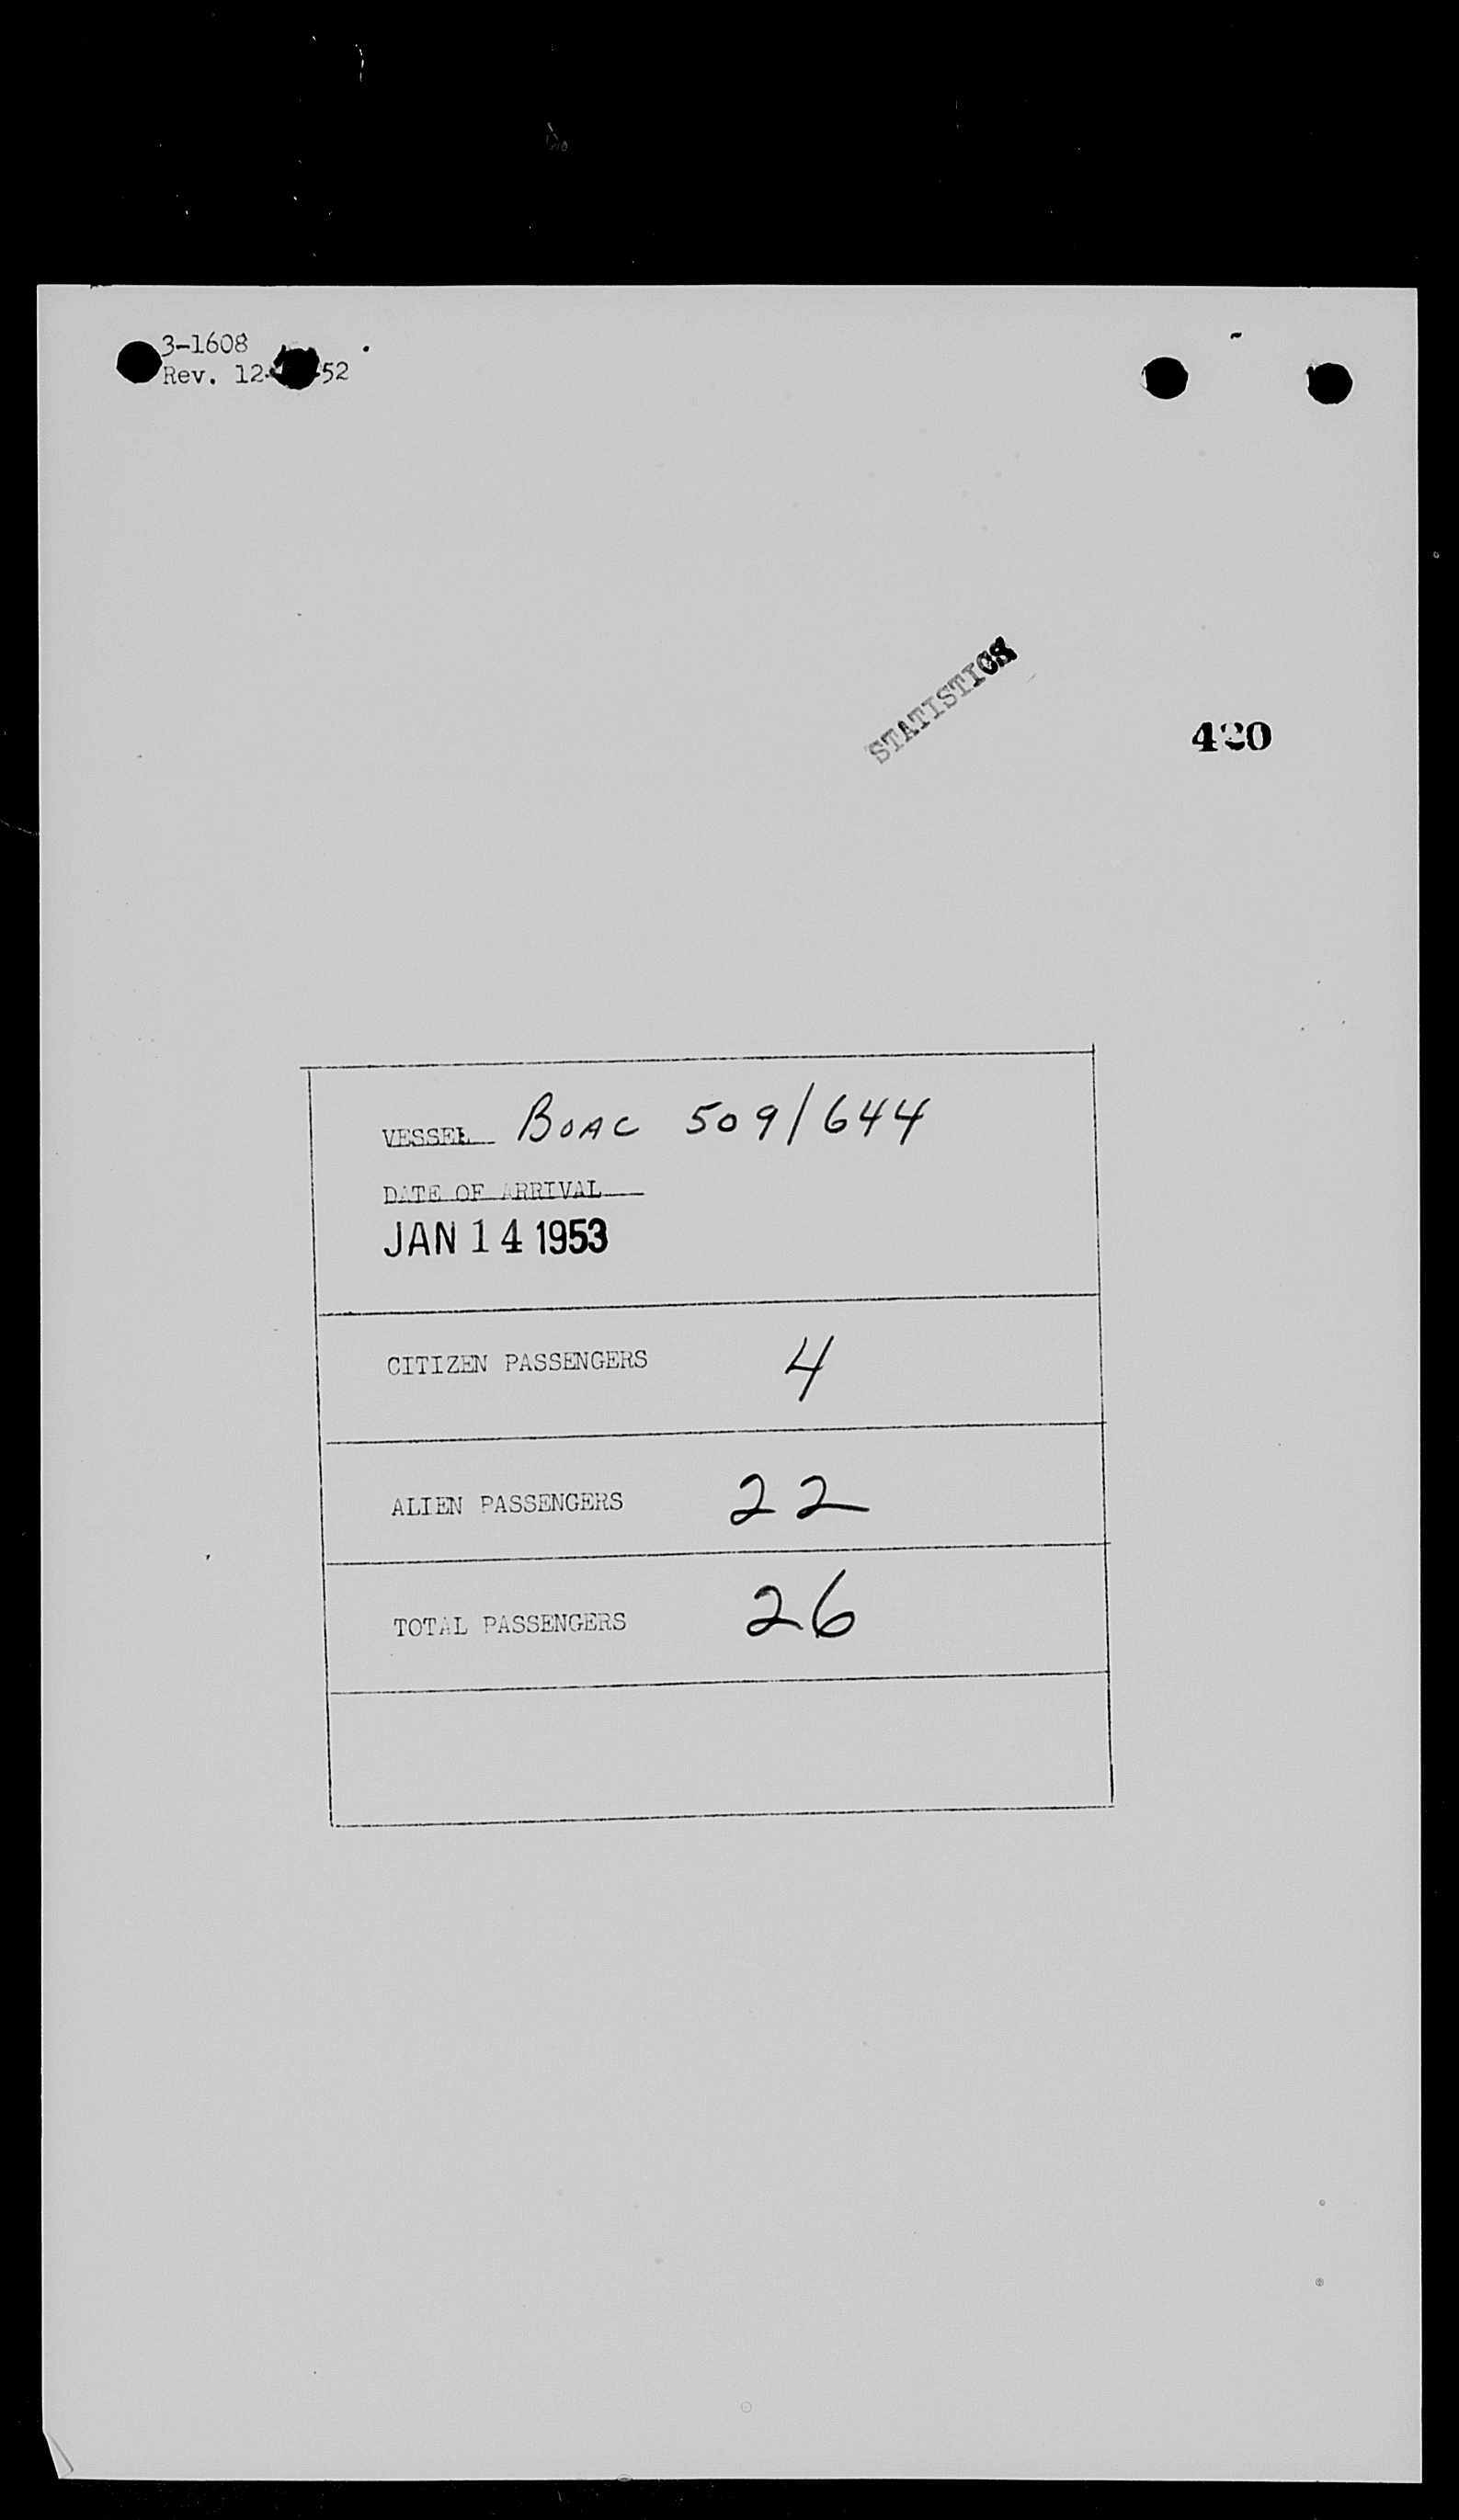 3-1608
Rev. 12 52
STATISTICS
420
VESSEL BOAC 509/644
DATE OF ARRIVAL
JAN 14 1953
CITIZEN PASSENGERS 4
ALIEN PASSENGERS 22
TOTAL PASSENGERS 26